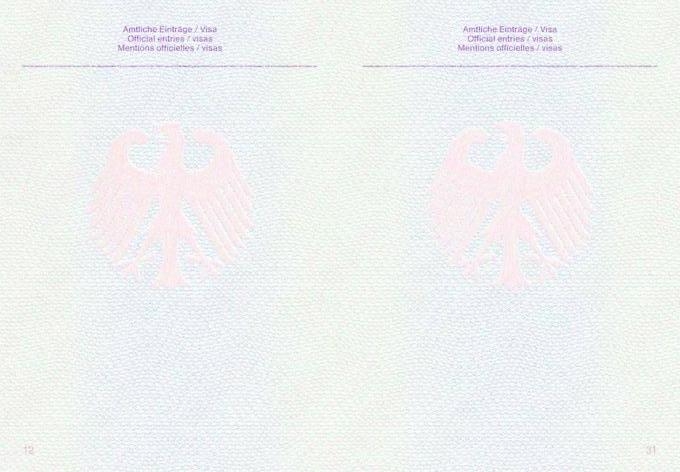 Amtliche Einträge / Visa
Official entries / visas
Mentions officielles / visas
Amtliche Einträge / Visa
Official entries / visas
Mentions officielles / visas
12
31